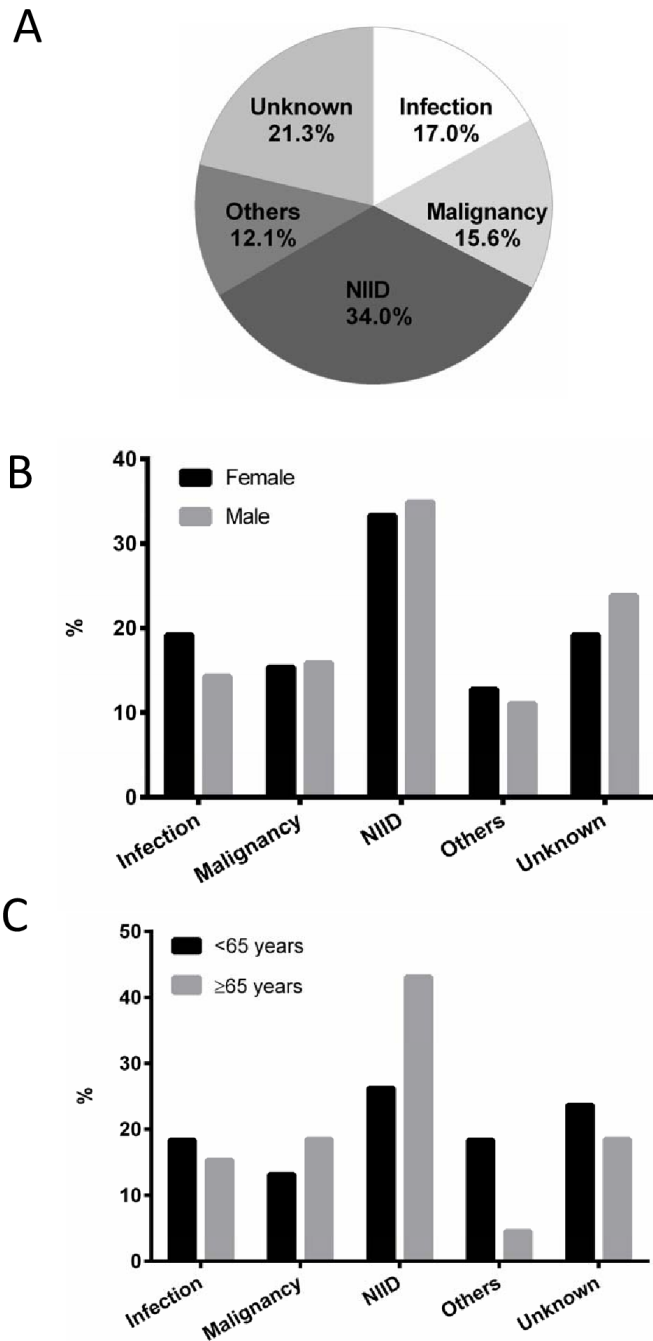 A
Unknown
21.3%
Infection
17.0%
Others
12.1%
Malignancy
15.6%
NIID
34.0%
B
Female
Male
%
40
30
20
10
0
Infection
Malignancy
NIID
Others
Unknown
C
<65 years
≥65 years
%
50
40
30
20
10
0
Infection
Malignancy
NIID
Others
Unknown